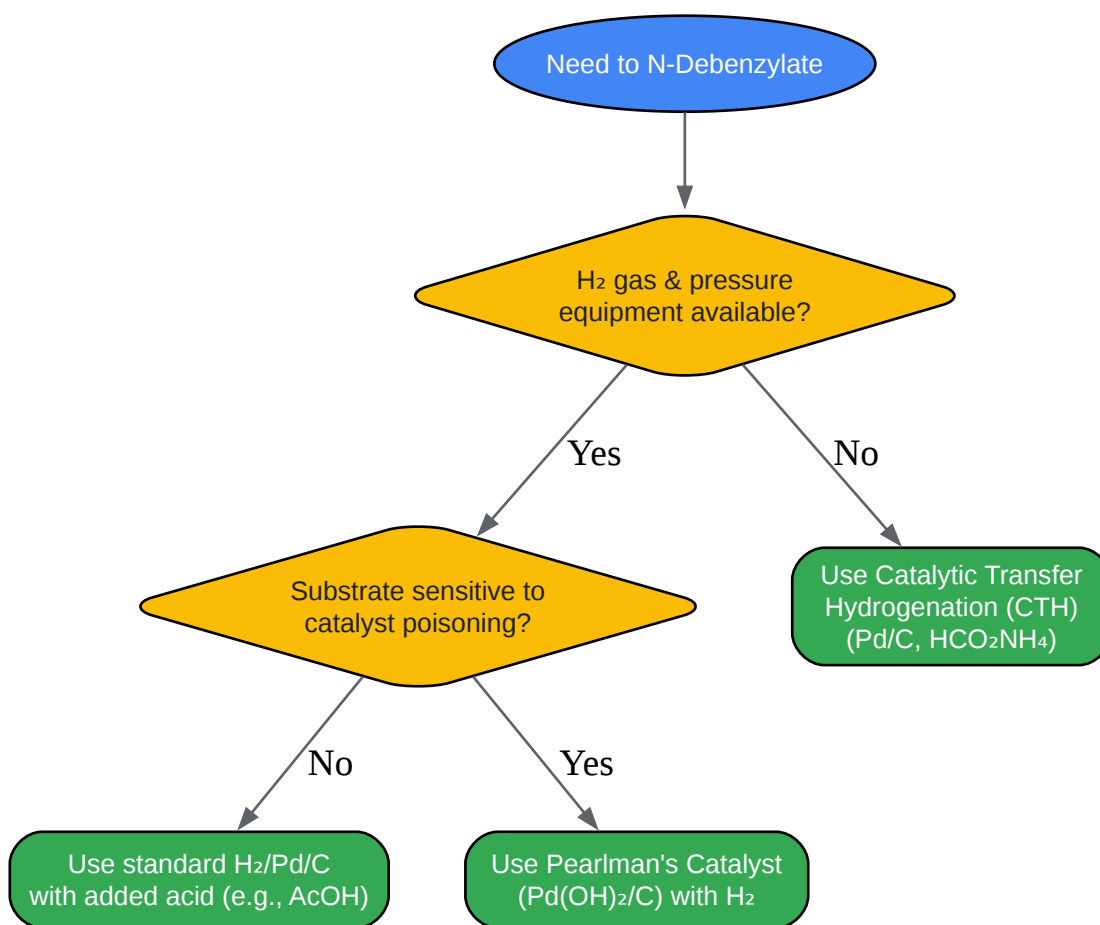 Need to N-Debenzylate
H₂ gas & pressure
equipment available?
Yes
No
Substrate sensitive to
catalyst poisoning?
Use Catalytic Transfer
Hydrogenation (CTH)
(Pd/C, HCO₂NH₄)
No
Yes
Use standard H₂/Pd/C
with added acid (e.g., AcOH)
Use Pearlman's Catalyst
(Pd(OH)₂/C) with H₂